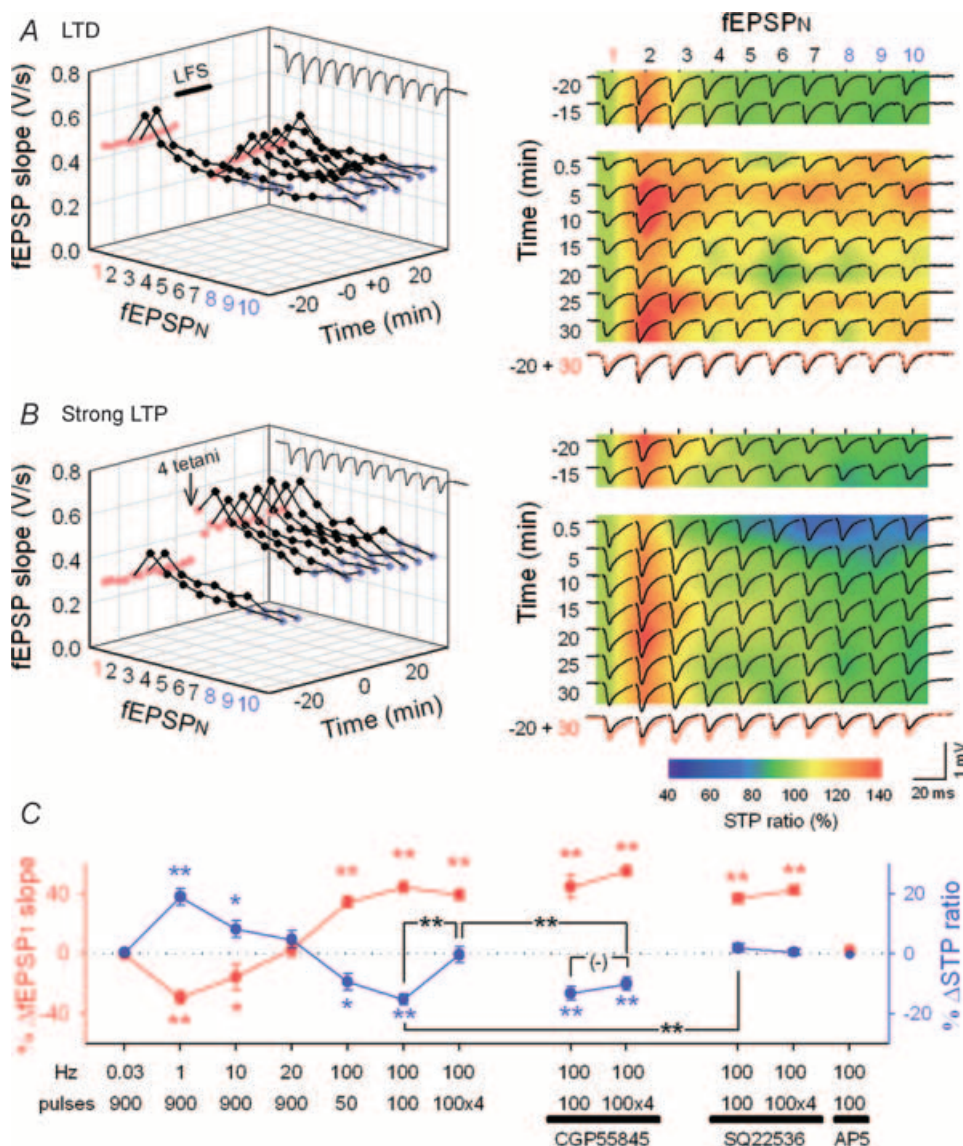 A LTD
fEPSP slope (V/s)
0.8
0.6
0.4
0.2
0.0
LFS
1 2 3 4 5 6 7 8 9 10
fEPSPN
-20 -0 +0 20
Time (min)
fEPSPN
1 2 3 4 5 6 7 8 9 10
Time (min)
-20
-15
0.5
5
10
15
20
25
30
-20 + 30
B Strong LTP
fEPSP slope (V/s)
0.8
0.6
0.4
0.2
0.0
4 tetani
1 2 3 4 5 6 7 8 9 10
fEPSPN
-20 0 20
Time (min)
Time (min)
-20
-15
0.5
5
10
15
20
25
30
-20 + 30
40 60 80 100 120 140
STP ratio (%)
20 ms
1mV
C
% ΔfEPSP1 slope
40
0
-40
** * ** ** ** ** ** ** **
** * * ** ** **
** ** **
(-)
% ΔSTP ratio
20
0
-20
Hz 0.03 1 10 20 100 100 100 100 100 100 100 100
pulses 900 900 900 900 50 100 100x4 100 100x4 100 100x4 100
CGP55845 SQ22536 AP5